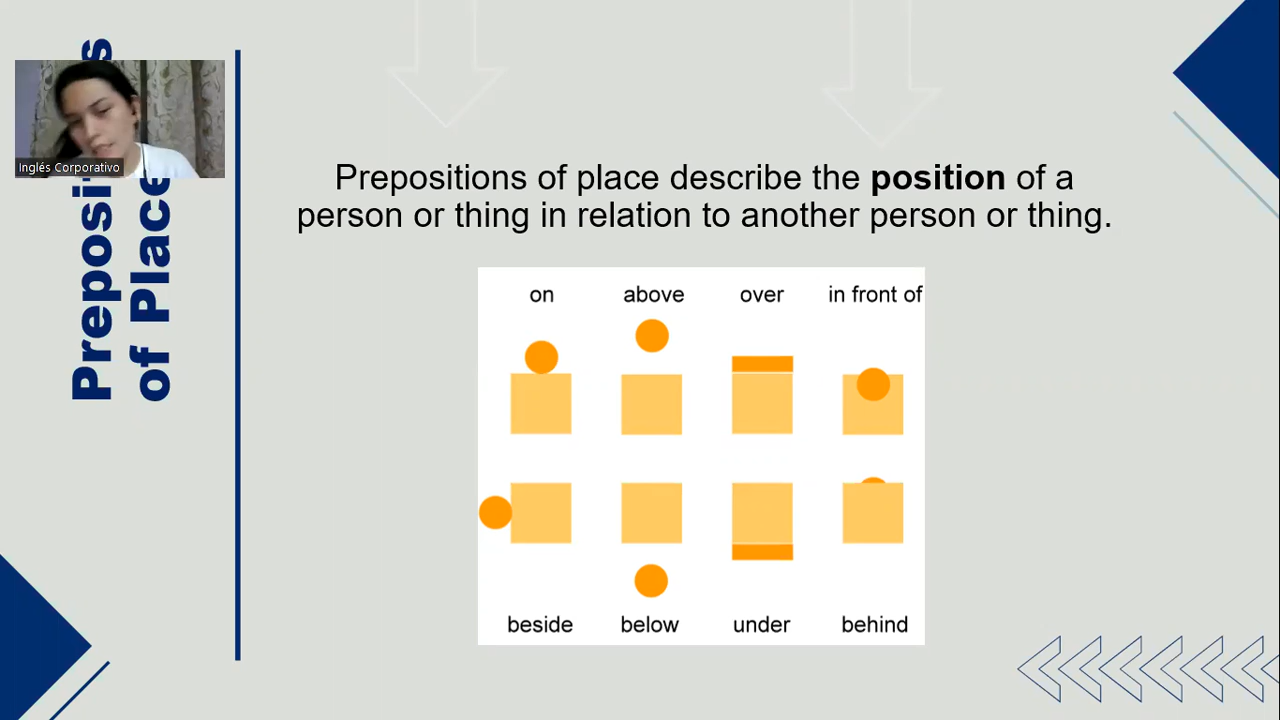 Prepositions of place describe the position of a
person or thing in relation to another person or thing.
on above over in front of
beside below under behind
of Place
Inglés Corporativo